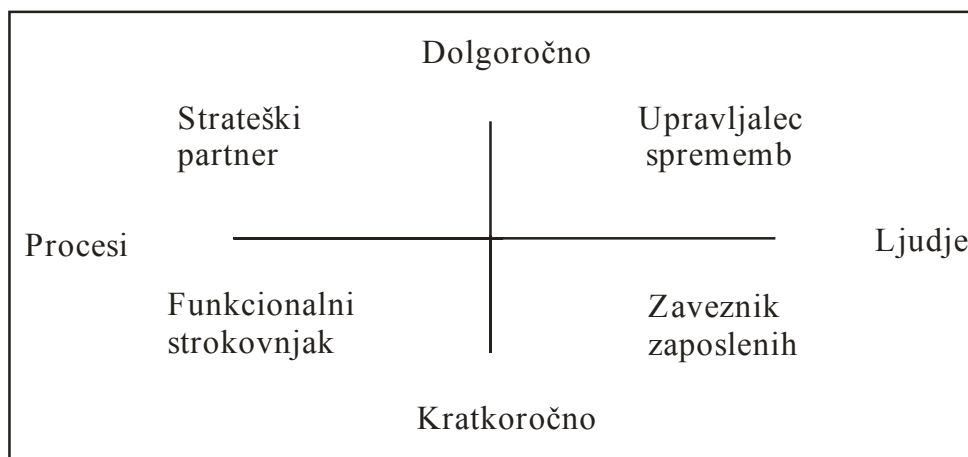 Dolgoročno
Strateški
partner
Upravljalec
sprememb
Procesi
Ljudje
Funkcionalni
strokovnjak
Zaveznik
zaposlenih
Kratkoročno